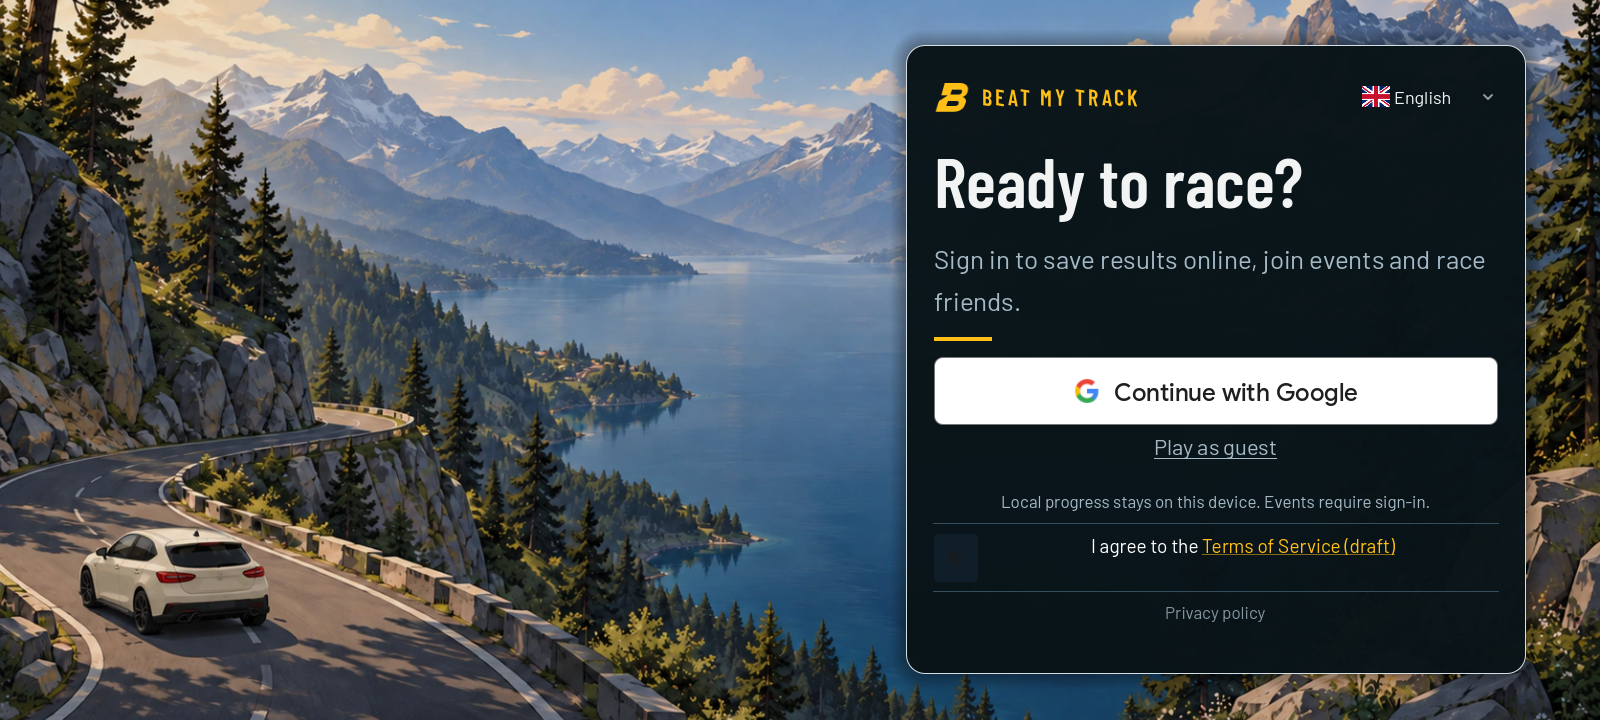 BEAT MY TRACK
English
Ready to race?
Sign in to save results online, join events and race
friends.
Continue with Google
Play as guest
Local progress stays on this device. Events require sign-in.
I agree to the Terms of Service (draft)
Privacy policy